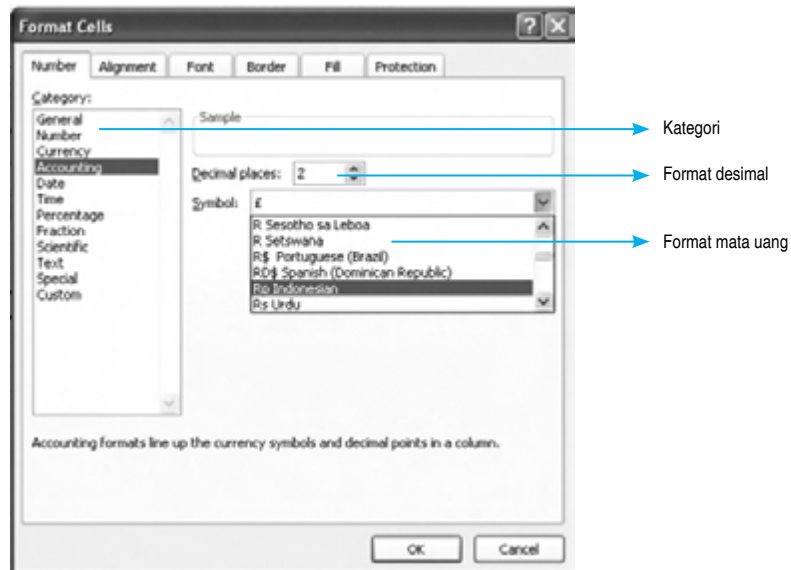 Format Cells
Number Alignment Font Border Fill Protection
Category:
General
Number
Currency
Accounting
Date
Time
Percentage
Fraction
Scientific
Text
Special
Custom
Sample
Decimal places: 2
Symbol: £
R Sesotho sa Leboa
R Setswana
R$ Portuguese (Brazil)
RD$ Spanish (Dominican Republic)
Rp Indonesian
Rs Urdu
Accounting formats line up the currency symbols and decimal points in a column.
OK Cancel
Kategori
Format desimal
Format mata uang